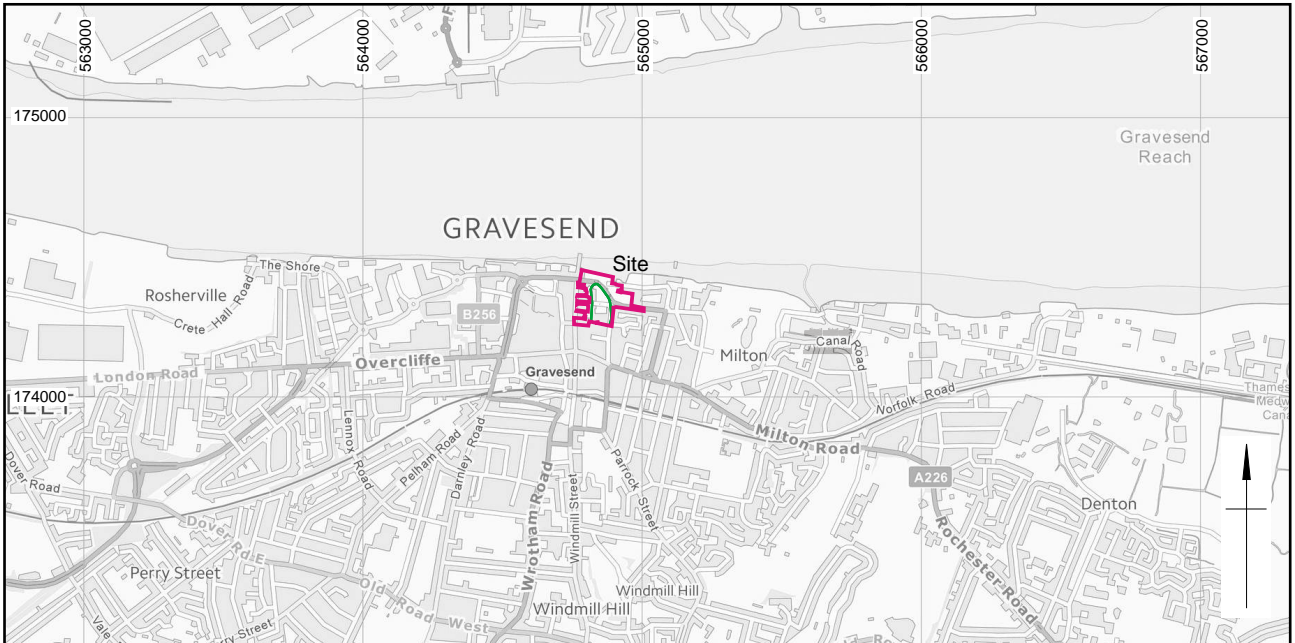 563000
564000
565000
566000
567000
175000
Gravesend
Reach
GRAVESEND
Site
The Shore
Rosherville
Crete Hall Road
B256
Overcliffe
London Road
Gravesend
Milton
Canal Road
Norfolk Road
174000
Thames
Medw
Cana
Milton Road
A226
Dover Road
Lennox Road
Pelham Road
Darnley Road
Wrotham Road
Windmill Street
Parrock Street
Denton
Dover Rd E
Rochester Road
Perry Street
Old Road West
Windmill Hill
Windmill Hill
Vale
rry Street